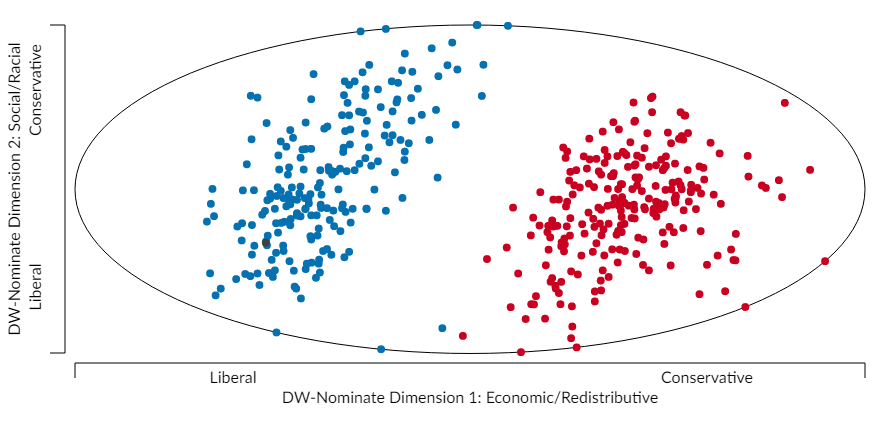 DW-Nominate Dimension 2: Social/Racial
Conservative
Liberal
Liberal
Conservative
DW-Nominate Dimension 1: Economic/Redistributive